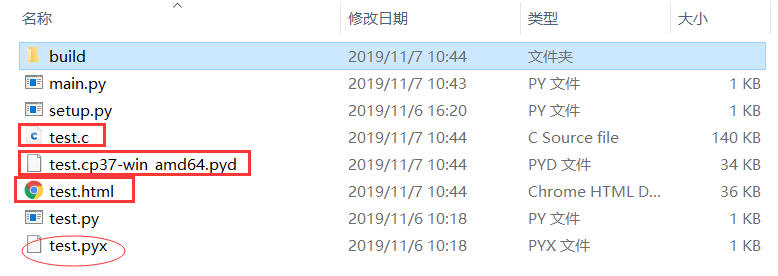 名称 修改日期 类型 大小
build 2019/11/7 10:44 文件夹
main.py 2019/11/7 10:43 PY 文件 1 KB
setup.py 2019/11/6 16:20 PY 文件 1 KB
test.c 2019/11/7 10:44 C Source file 140 KB
test.cp37-win_amd64.pyd 2019/11/7 10:44 PYD 文件 34 KB
test.html 2019/11/7 10:44 Chrome HTML D... 36 KB
test.py 2019/11/6 10:18 PY 文件 1 KB
test.pyx 2019/11/6 10:18 PYX 文件 1 KB